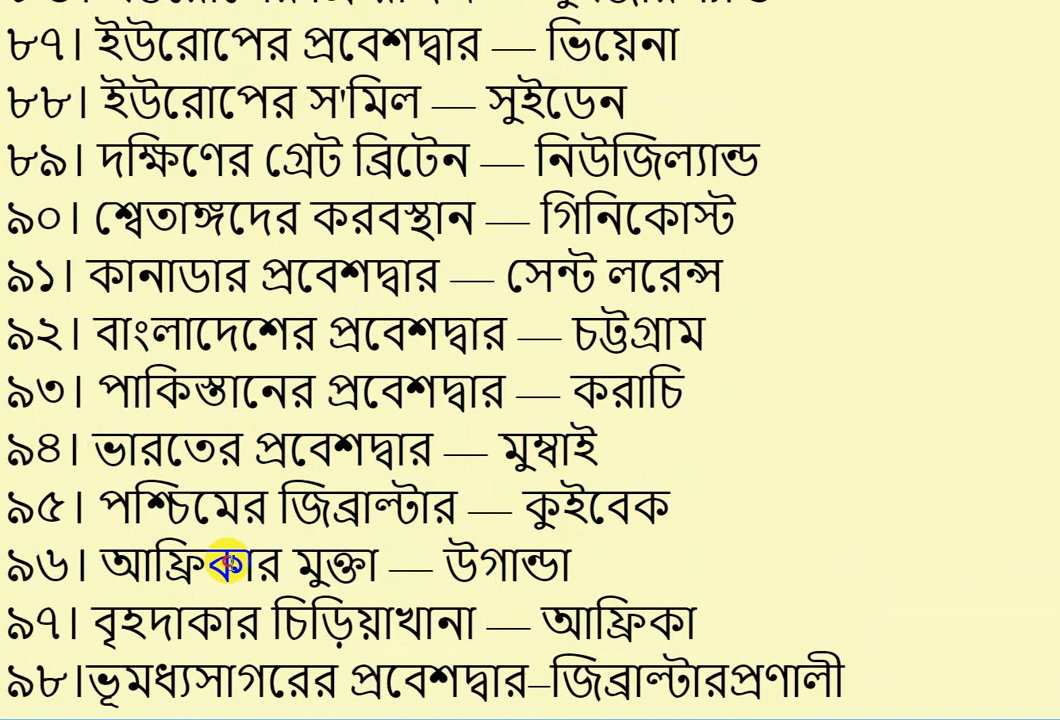 ৮৭। ইউরোপের প্রবেশদ্বার — ভিয়েনা
৮৮। ইউরোপের স'মিল — সুইডেন
৮৯। দক্ষিণের গ্রেট ব্রিটেন — নিউজিল্যান্ড
৯০। শ্বেতাঙ্গদের করবস্থান — গিনিকোস্ট
৯১। কানাডার প্রবেশদ্বার — সেন্ট লরেন্স
৯২। বাংলাদেশের প্রবেশদ্বার — চট্টগ্রাম
৯৩। পাকিস্তানের প্রবেশদ্বার — করাচি
৯৪। ভারতের প্রবেশদ্বার — মুম্বাই
৯৫। পশ্চিমের জিব্রাল্টার — কুইবেক
৯৬। আফ্রিকার মুক্তা — উগান্ডা
৯৭। বৃহদাকার চিড়িয়াখানা — আফ্রিকা
৯৮।ভূমধ্যসাগরের প্রবেশদ্বার–জিব্রাল্টারপ্রণালী